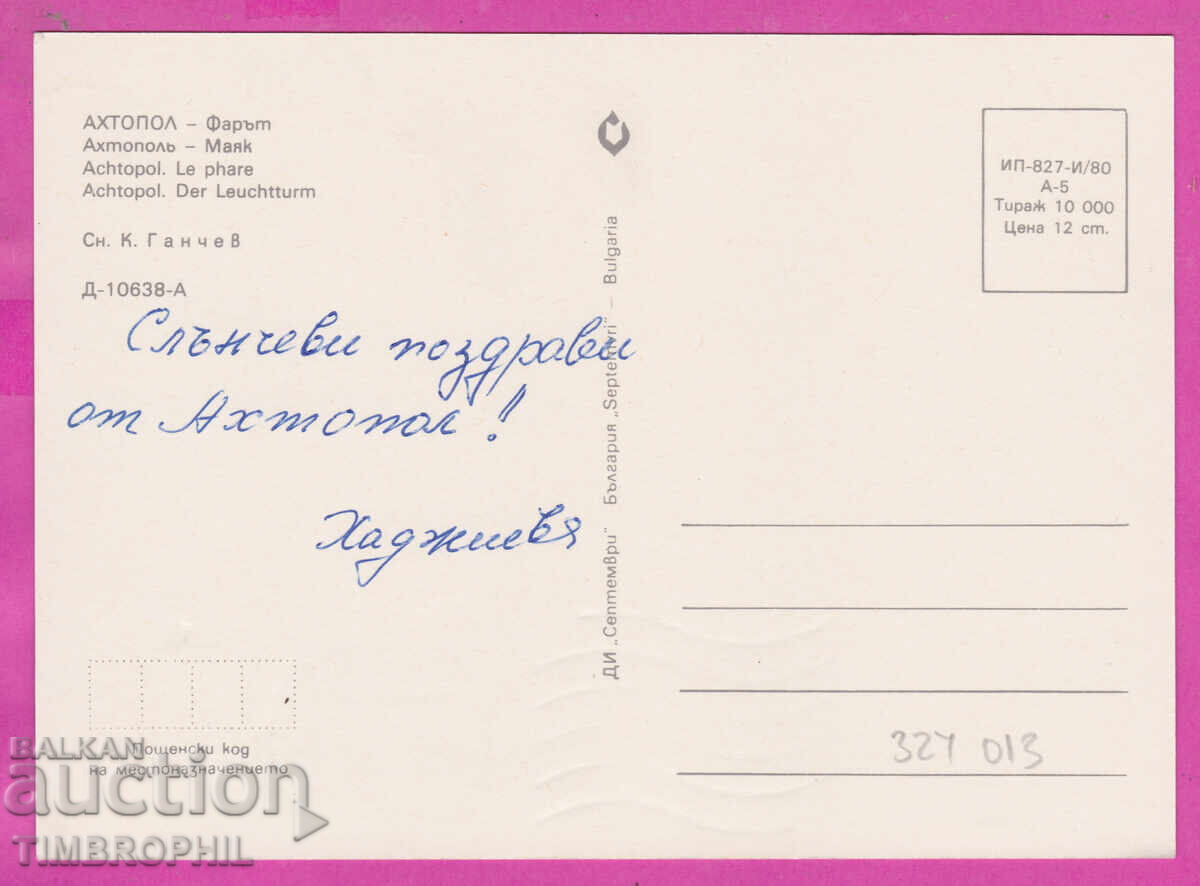 АХТОПОЛ – Фарът
Ахтополь – Маяк
Achtopol. Le phare
Achtopol. Der Leuchtturm
Сн. К. Ганчев
Д-10638-А
Слънчеви поздрави
от Ахтопол!
ДИ „Септември" България „Septemvri" – Bulgaria
ИП-827-И/80
А-5
Тираж 10 000
Цена 12 ст.
Пощенски код
на местоназначението
327 013
BALKAN
auction
TIMBROPHIL